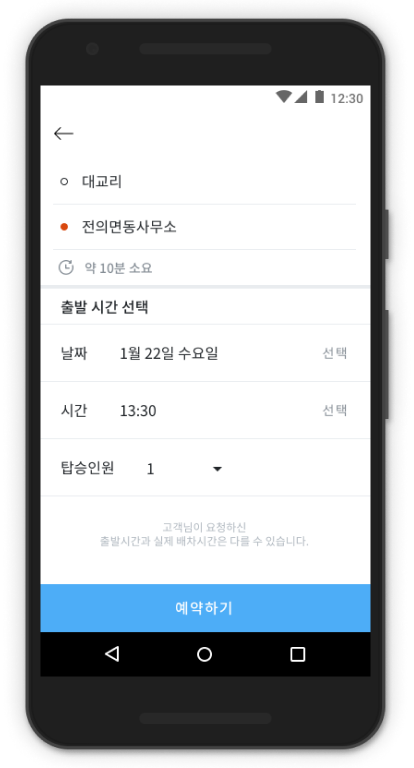 12:30
대교리
전의면동사무소
약 10분 소요
출발 시간 선택
날짜 1월 22일 수요일 선택
시간 13:30 선택
탑승인원 1
고객님이 요청하신
출발시간과 실제 배차시간은 다를 수 있습니다.
예약하기